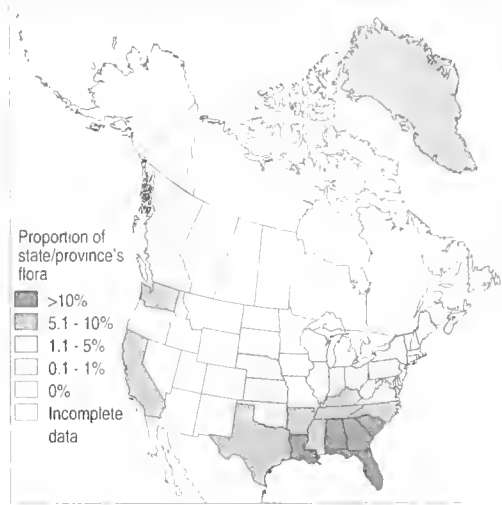 Proportion of
state/province's
flora
>10%
5.1 - 10%
1.1 - 5%
0.1 - 1%
0%
Incomplete
data